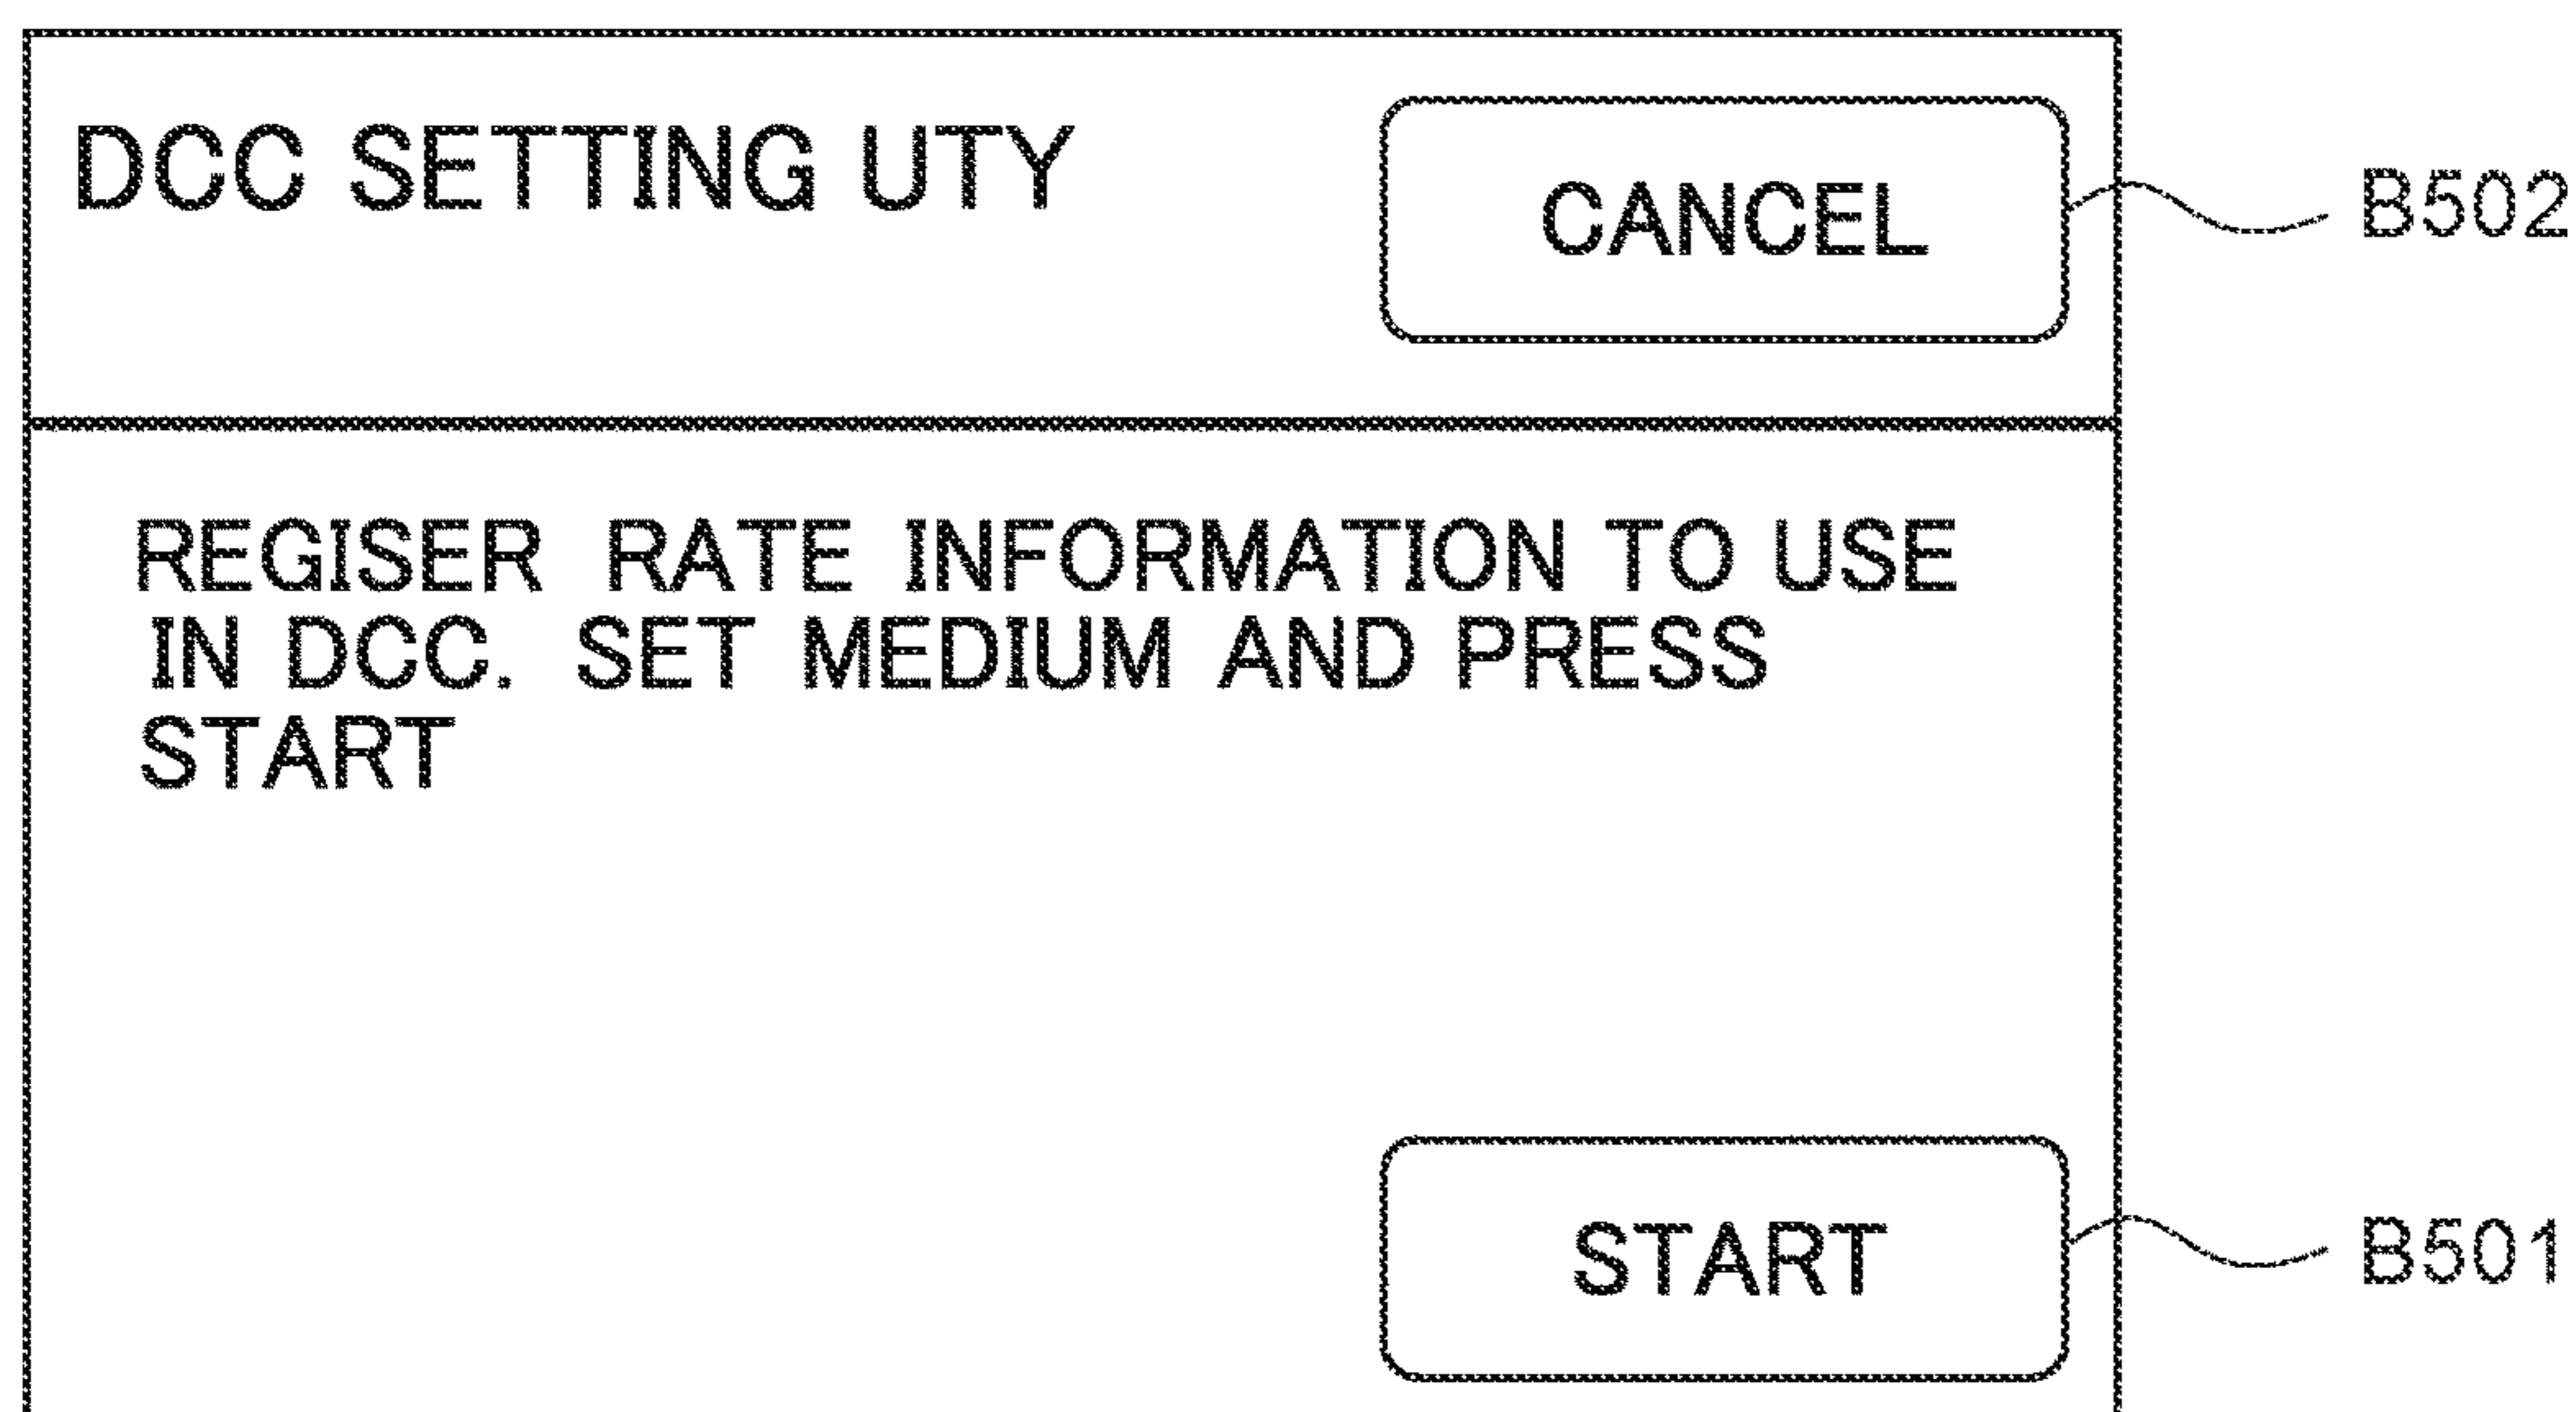 DCC SETTING UTY
CANCEL
B502
REGISER RATE INFORMATION TO USE
IN DCC. SET MEDIUM AND PRESS
START
START
B501